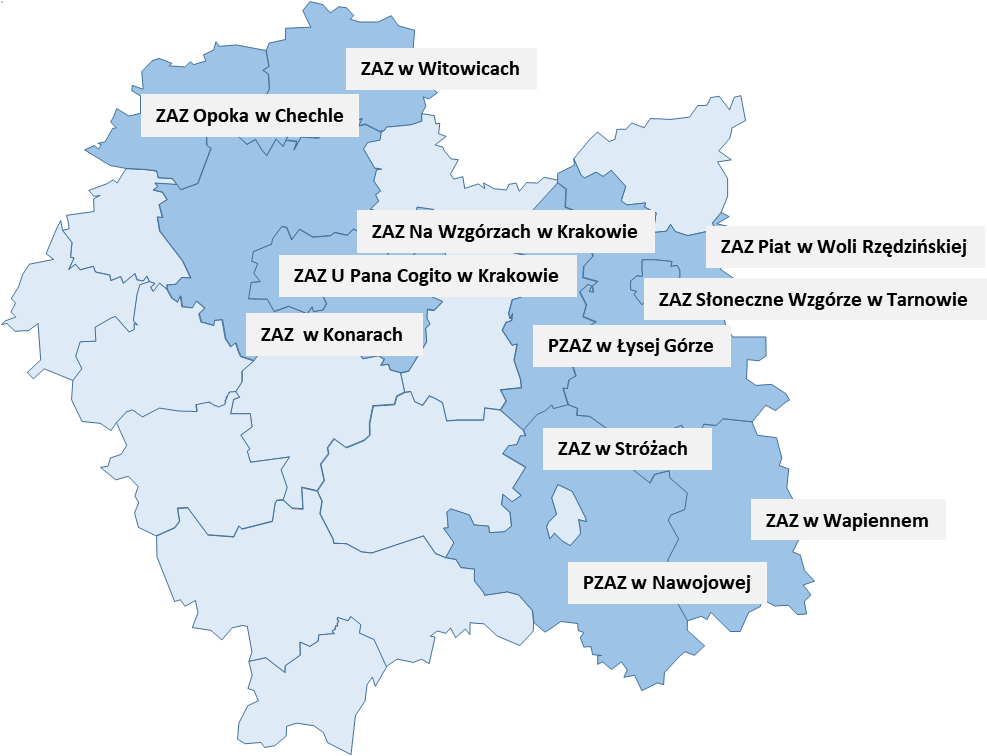 ZAZ w Witowicach
ZAZ Opoka w Chechle
ZAZ Na Wzgórzach w Krakowie
ZAZ Piat w Woli Rzędzińskiej
ZAZ U Pana Cogito w Krakowie
ZAZ Słoneczne Wzgórze w Tarnowie
ZAZ w Konarach
PZAZ w Łysej Górze
ZAZ w Stróżach
ZAZ w Wapiennem
PZAZ w Nawojowej